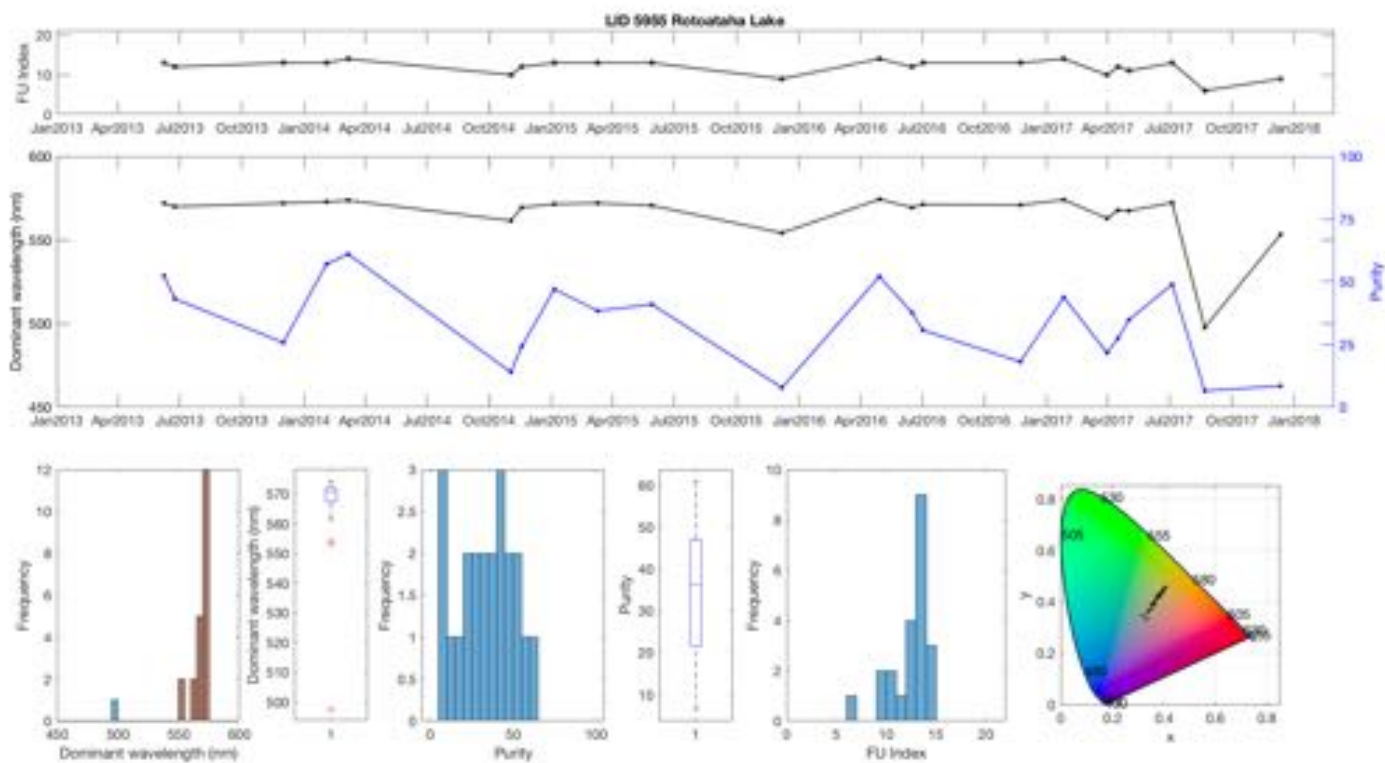 LID 5955 Rotoataha Lake
FU Index
20
10
0
Jan2013 Apr2013 Jul2013 Oct2013 Jan2014 Apr2014 Jul2014 Oct2014 Jan2015 Apr2015 Jul2015 Oct2015 Jan2016 Apr2016 Jul2016 Oct2016 Jan2017 Apr2017 Jul2017 Oct2017 Jan2018
Dominant wavelength (nm)
600
550
500
450
100
75
50
25
0
Purity
Jan2013 Apr2013 Jul2013 Oct2013 Jan2014 Apr2014 Jul2014 Oct2014 Jan2015 Apr2015 Jul2015 Oct2015 Jan2016 Apr2016 Jul2016 Oct2016 Jan2017 Apr2017 Jul2017 Oct2017 Jan2018
Frequency
12
10
8
6
4
2
0
450 500 550 600
Dominant wavelength (nm)
Dominant wavelength (nm)
570
560
550
540
530
520
510
500
1
Frequency
3
2.5
2
1.5
1
0.5
0
0 50 100
Purity
Purity
60
50
40
30
20
10
1
Frequency
10
8
6
4
2
0
0 5 10 15 20
FU Index
y
0.8
0.6
0.4
0.2
0
530
505
555
580
0 0.2 0.4 0.6 0.8
x